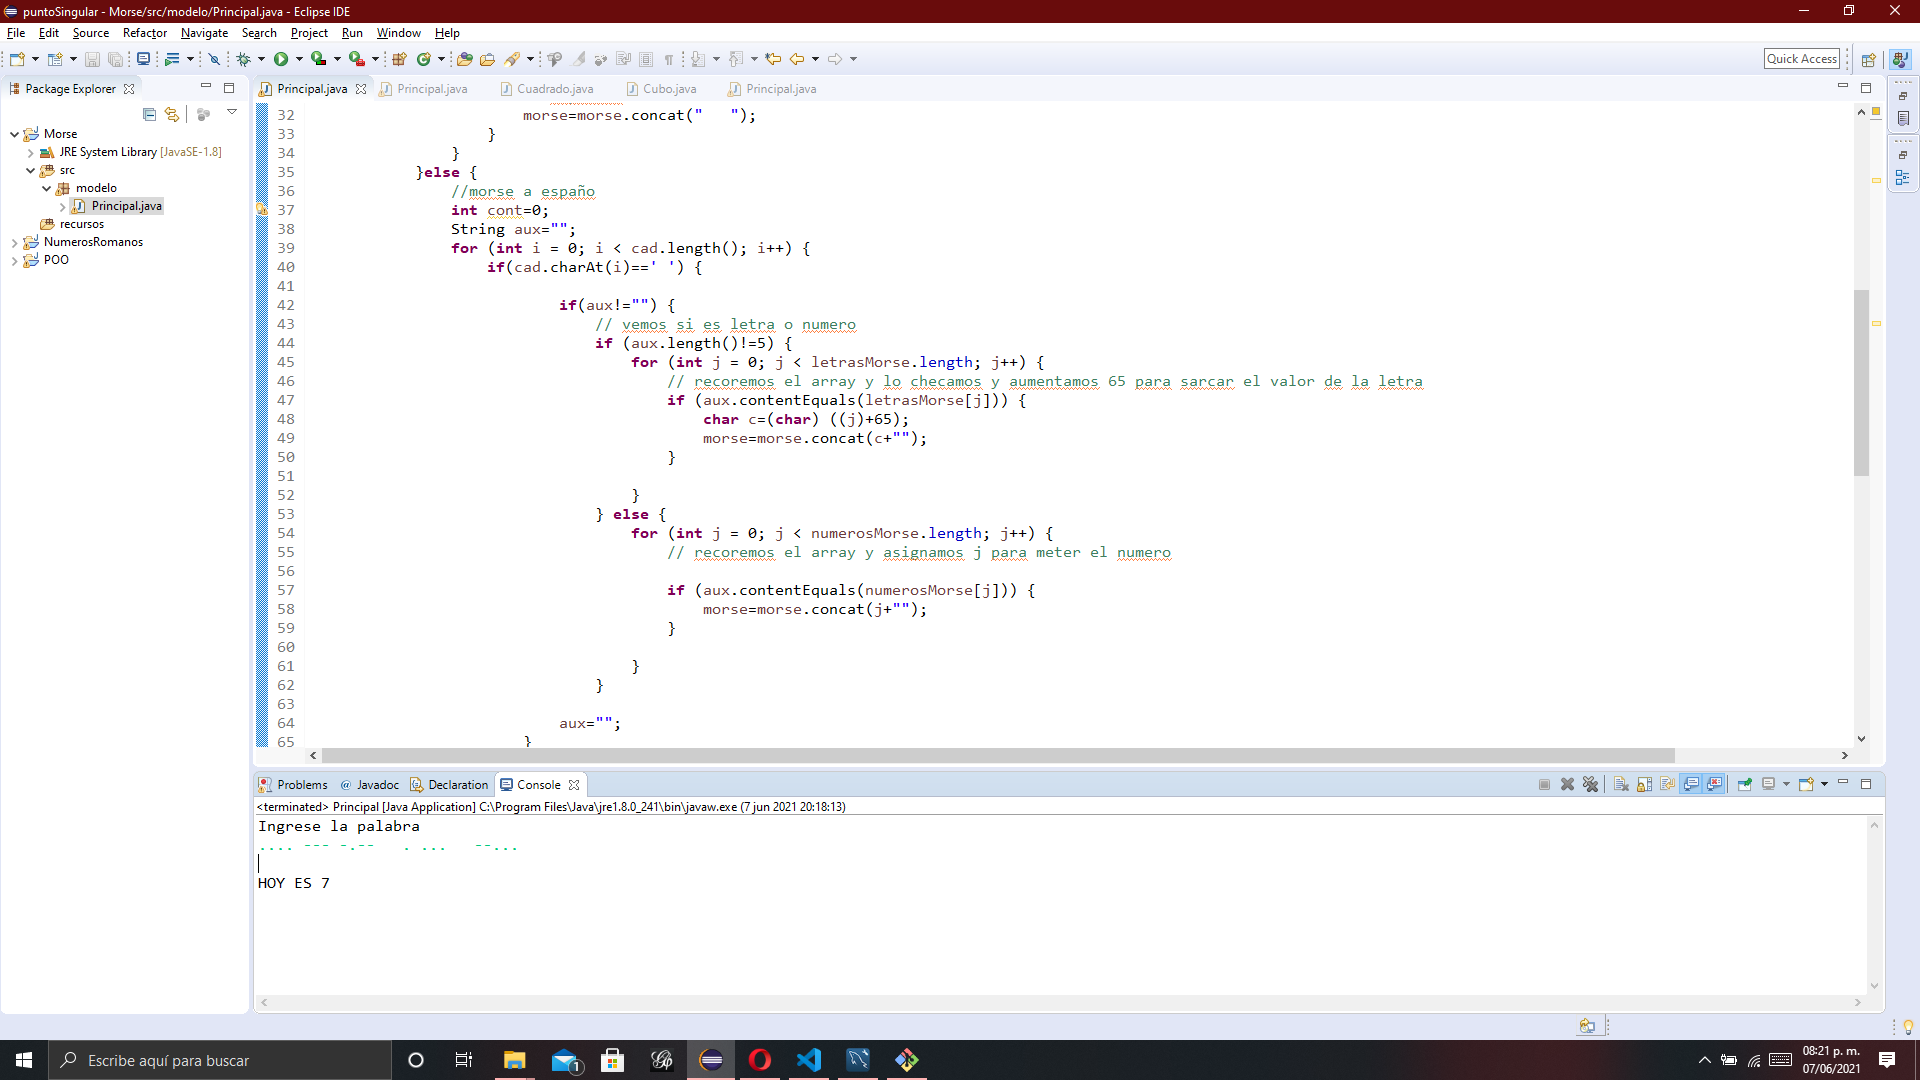 puntoSingular - Morse/src/modelo/Principal.java - Eclipse IDE
File Edit Source Refactor Navigate Search Project Run Window Help
Quick Access
Package Explorer
Principal.java Principal.java Cuadrado.java Cubo.java Principal.java
Morse
JRE System Library [JavaSE-1.8]
src
modelo
Principal.java
recursos
NumerosRomanos
POO
32 morse=morse.concat("   ");
33 }
34 }
35 }else {
36 //morse a españo
37 int cont=0;
38 String aux="";
39 for (int i = 0; i < cad.length(); i++) {
40 if(cad.charAt(i)==' ') {
41
42 if(aux!="") {
43 // vemos si es letra o numero
44 if (aux.length()!=5) {
45 for (int j = 0; j < letrasMorse.length; j++) {
46 // recoremos el array y lo checamos y aumentamos 65 para sarcar el valor de la letra
47 if (aux.contentEquals(letrasMorse[j])) {
48 char c=(char) ((j)+65);
49 morse=morse.concat(c+"");
50 }
51
52 }
53 } else {
54 for (int j = 0; j < numerosMorse.length; j++) {
55 // recoremos el array y asignamos j para meter el numero
56
57 if (aux.contentEquals(numerosMorse[j])) {
58 morse=morse.concat(j+"");
59 }
60
61 }
62 }
63
64 aux="";
65 }
Problems @ Javadoc Declaration Console
<terminated> Principal [Java Application] C:\Program Files\Java\jre1.8.0_241\bin\javaw.exe (7 jun 2021 20:18:13)
Ingrese la palabra
.... --- -.--   . ...   --...
HOY ES 7
Escribe aquí para buscar
1
08:21 p. m.
07/06/2021